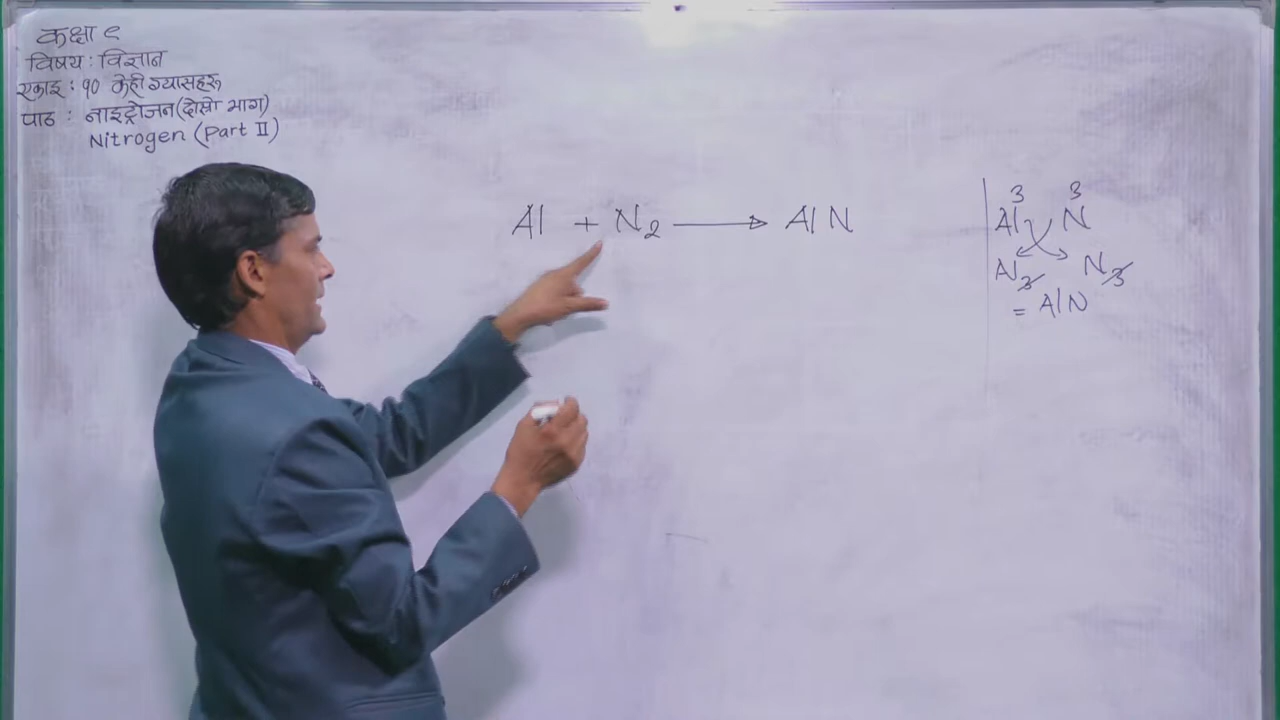 कक्षा ९
विषय : विज्ञान
एकाइ : १० केही ग्यासहरू
पाठ : नाइट्रोजन (दोस्रो भाग)
Nitrogen (Part II)
Al + N2 → Al N
3 3
Al N
Al3 N3
= AlN